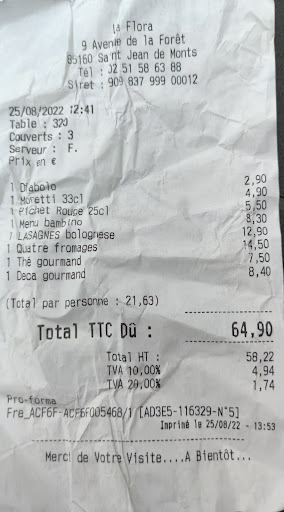 la Flora
9 Avenue de la Forêt
85160 Saint Jean de Monts
Tél : 02 51 58 63 88
Siret : 909 837 999 00012
25/08/2022 12:41
Table : 320
Couverts : 3
Serveur : F.
Prix en €
1 Diabolo 2,90
1 Moretti 33cl 4,90
1 Pichet Rouge 25cl 5,50
1 Menu bambino 8,30
1 LASAGNES bolognese 12,90
1 Quatre fromages 14,50
1 Thé gourmand 7,50
1 Deca gourmand 8,40
(Total par personne : 21,63)
Total TTC Dû : 64,90
Total HT : 58,22
TVA 10,00% 4,94
TVA 20,00% 1,74
Pro-forma
Fre_ACF6F-ACF6F005468/1 [AD3E5-116329-N°5]
Imprimé le 25/08/22 - 13:53
Merci de Votre Visite....A Bientôt...